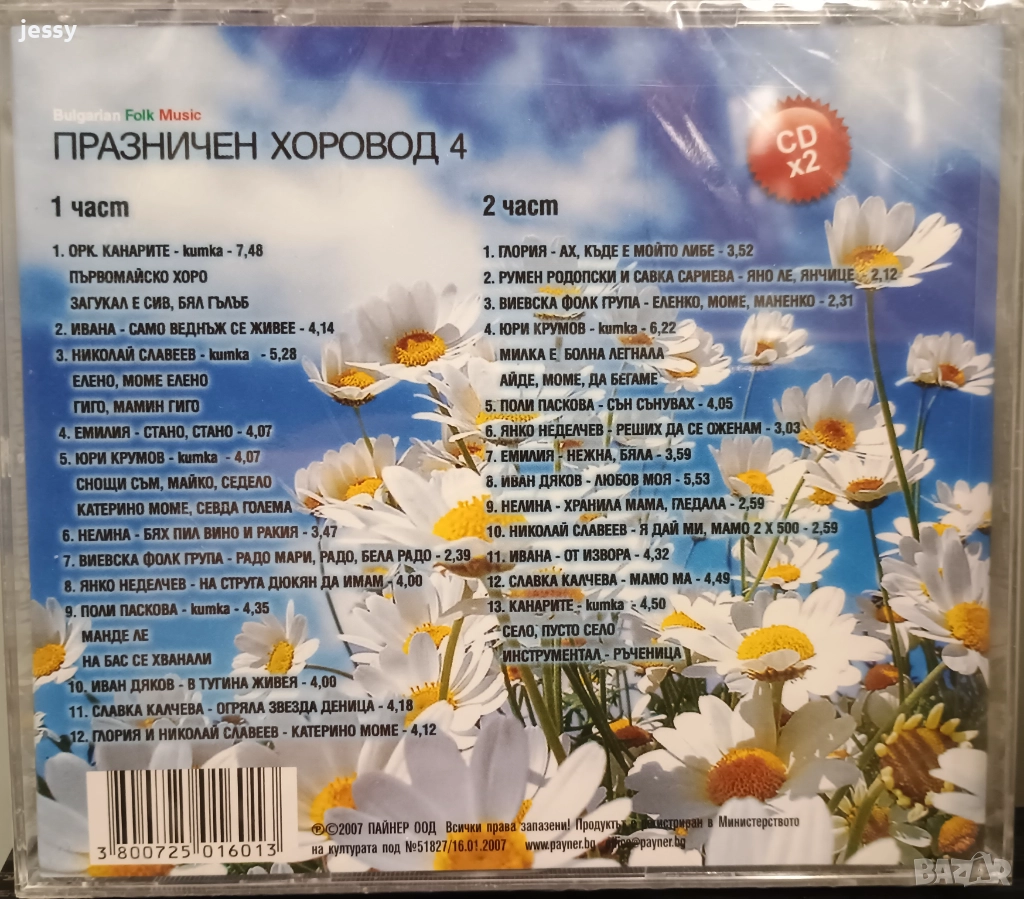 jessy
Bulgarian Folk Music
ПРАЗНИЧЕН ХОРОВОД 4
CD
x2
1 част
1. ОРК. КАНАРИТЕ - kumka - 7,48
ПЪРВОМАЙСКО ХОРО
ЗАГУКАЛ Е СИВ, БЯЛ ГЪЛЪБ
2. ИВАНА - САМО ВЕДНЪЖ СЕ ЖИВЕЕ - 4,14
3. НИКОЛАЙ СЛАВЕЕВ - kumka - 5,28
ЕЛЕНО, МОМЕ ЕЛЕНО
ГИГО, МАМИН ГИГО
4. ЕМИЛИЯ - СТАНО, СТАНО - 4,07
5. ЮРИ КРУМОВ - kumka - 4,07
СНОЩИ СЪМ, МАЙКО, СЕДЕЛО
КАТЕРИНО МОМЕ, СЕВДА ГОЛЕМА
6. НЕЛИНА - БЯХ ПИЛ ВИНО И РАКИЯ - 3,47
7. ВИЕВСКА ФОЛК ГРУПА - РАДО МАРИ, РАДО, БЕЛА РАДО - 2,39
8. ЯНКО НЕДЕЛЧЕВ - НА СТРУГА ДЮКЯН ДА ИМАМ - 4,00
9. ПОЛИ ПАСКОВА - kumka - 4,35
МАНДЕ ЛЕ
НА БАС СЕ ХВАНАЛИ
10. ИВАН ДЯКОВ - В ТУГИНА ЖИВЕЯ - 4,00
11. СЛАВКА КАЛЧЕВА - ОГРЯЛА ЗВЕЗДА ДЕНИЦА - 4,18
12. ГЛОРИЯ И НИКОЛАЙ СЛАВЕЕВ - КАТЕРИНО МОМЕ - 4,12
2 част
1. ГЛОРИЯ - АХ, КЪДЕ Е МОЙТО ЛИБЕ - 3,52
2. РУМЕН РОДОПСКИ И САВКА САРИЕВА - ЯНО ЛЕ, ЯНЧИЦЕ - 2,12
3. ВИЕВСКА ФОЛК ГРУПА - ЕЛЕНКО, МОМЕ, МАНЕНКО - 2,31
4. ЮРИ КРУМОВ - kumka - 6,22
МИЛКА Е БОЛНА ЛЕГНАЛА
АЙДЕ, МОМЕ, ДА БЕГАМЕ
5. ПОЛИ ПАСКОВА - СЪН СЪНУВАХ - 4,05
6. ЯНКО НЕДЕЛЧЕВ - РЕШИХ ДА СЕ ОЖЕНАМ - 3,03
7. ЕМИЛИЯ - НЕЖНА, БЯЛА - 3,59
8. ИВАН ДЯКОВ - ЛЮБОВ МОЯ - 5,53
9. НЕЛИНА - ХРАНИЛА МАМА, ГЛЕДАЛА - 2,59
10. НИКОЛАЙ СЛАВЕЕВ - Я ДАЙ МИ, МАМО 2 X 500 - 2,59
11. ИВАНА - ОТ ИЗВОРА - 4,32
12. СЛАВКА КАЛЧЕВА - МАМО МА - 4,49
13. КАНАРИТЕ - kumka - 4,50
СЕЛО, ПУСТО СЕЛО
ИНСТРУМЕНТАЛ - РЪЧЕНИЦА
3 800725 016013
℗©2007 ПАЙНЕР ООД Всички права запазени! Продуктът е регистриран в Министерството
на културата под №51827/16.01.2007 www.payner.bg
BAZAR